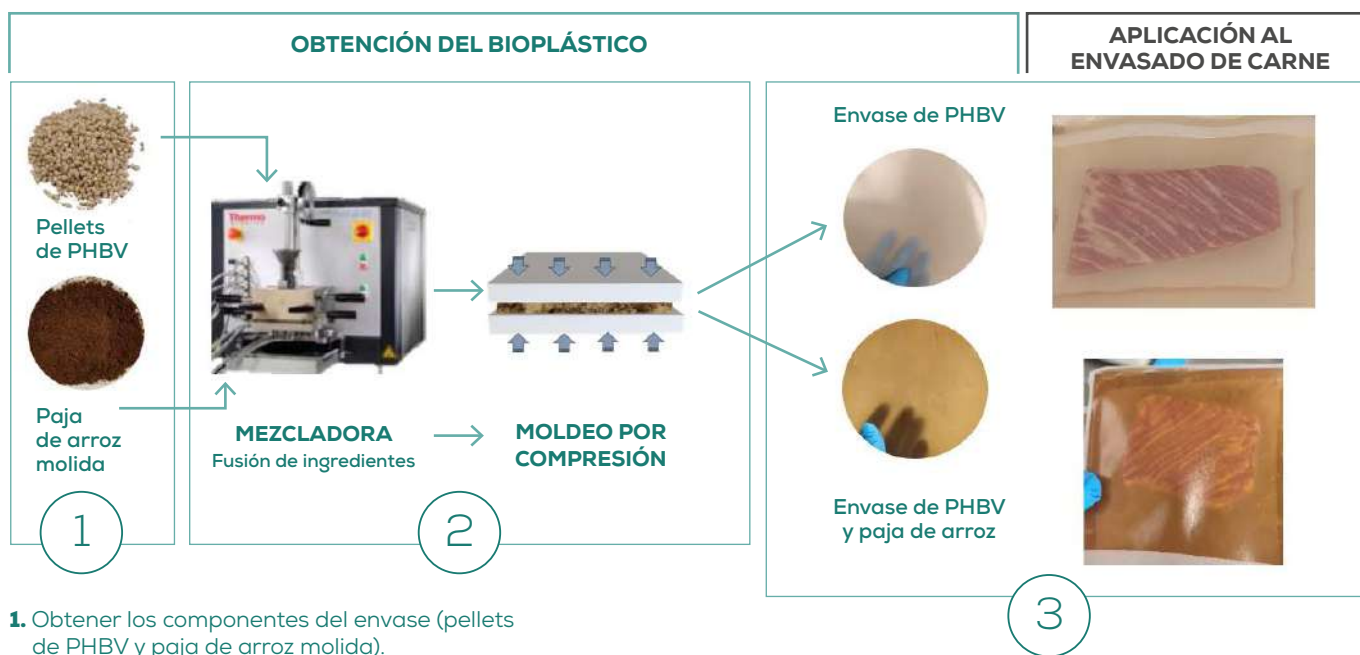 OBTENCIÓN DEL BIOPLÁSTICO
APLICACIÓN AL
ENVASADO DE CARNE
Pellets
de PHBV
Paja
de arroz
molida
1
Thermo
MEZCLADORA
Fusión de ingredientes
MOLDEO POR
COMPRESIÓN
2
Envase de PHBV
Envase de PHBV
y paja de arroz
3
1. Obtener los componentes del envase (pellets
de PHBV y paja de arroz molida).